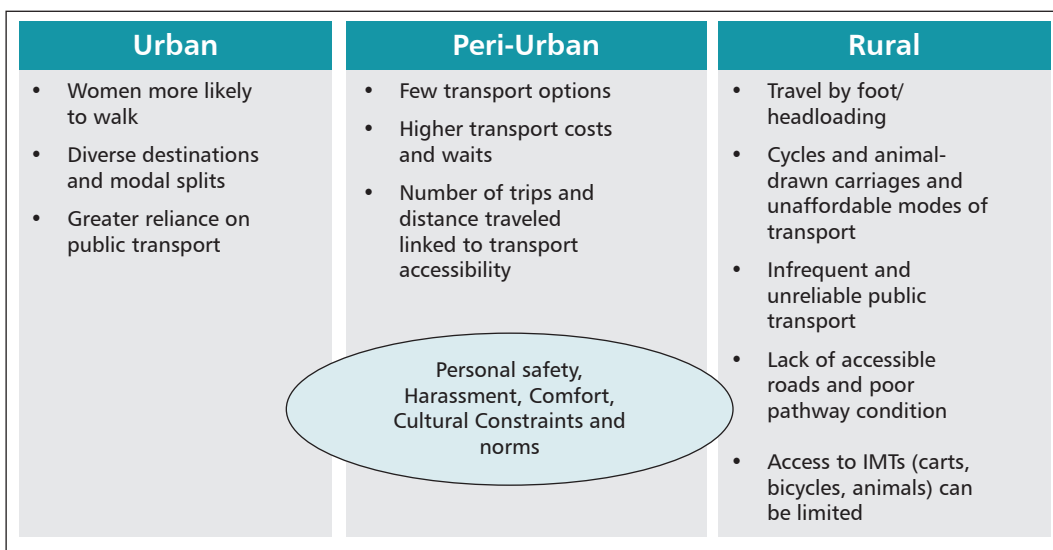 Urban
• Women more likely
to walk
• Diverse destinations
and modal splits
• Greater reliance on
public transport
Peri-Urban
• Few transport options
• Higher transport costs
and waits
• Number of trips and
distance traveled
linked to transport
accessibility
Rural
• Travel by foot/
headloading
• Cycles and animal-
drawn carriages and
unaffordable modes of
transport
• Infrequent and
unreliable public
transport
• Lack of accessible
roads and poor
pathway condition
• Access to IMTs (carts,
bicycles, animals) can
be limited
Personal safety,
Harassment, Comfort,
Cultural Constraints and
norms